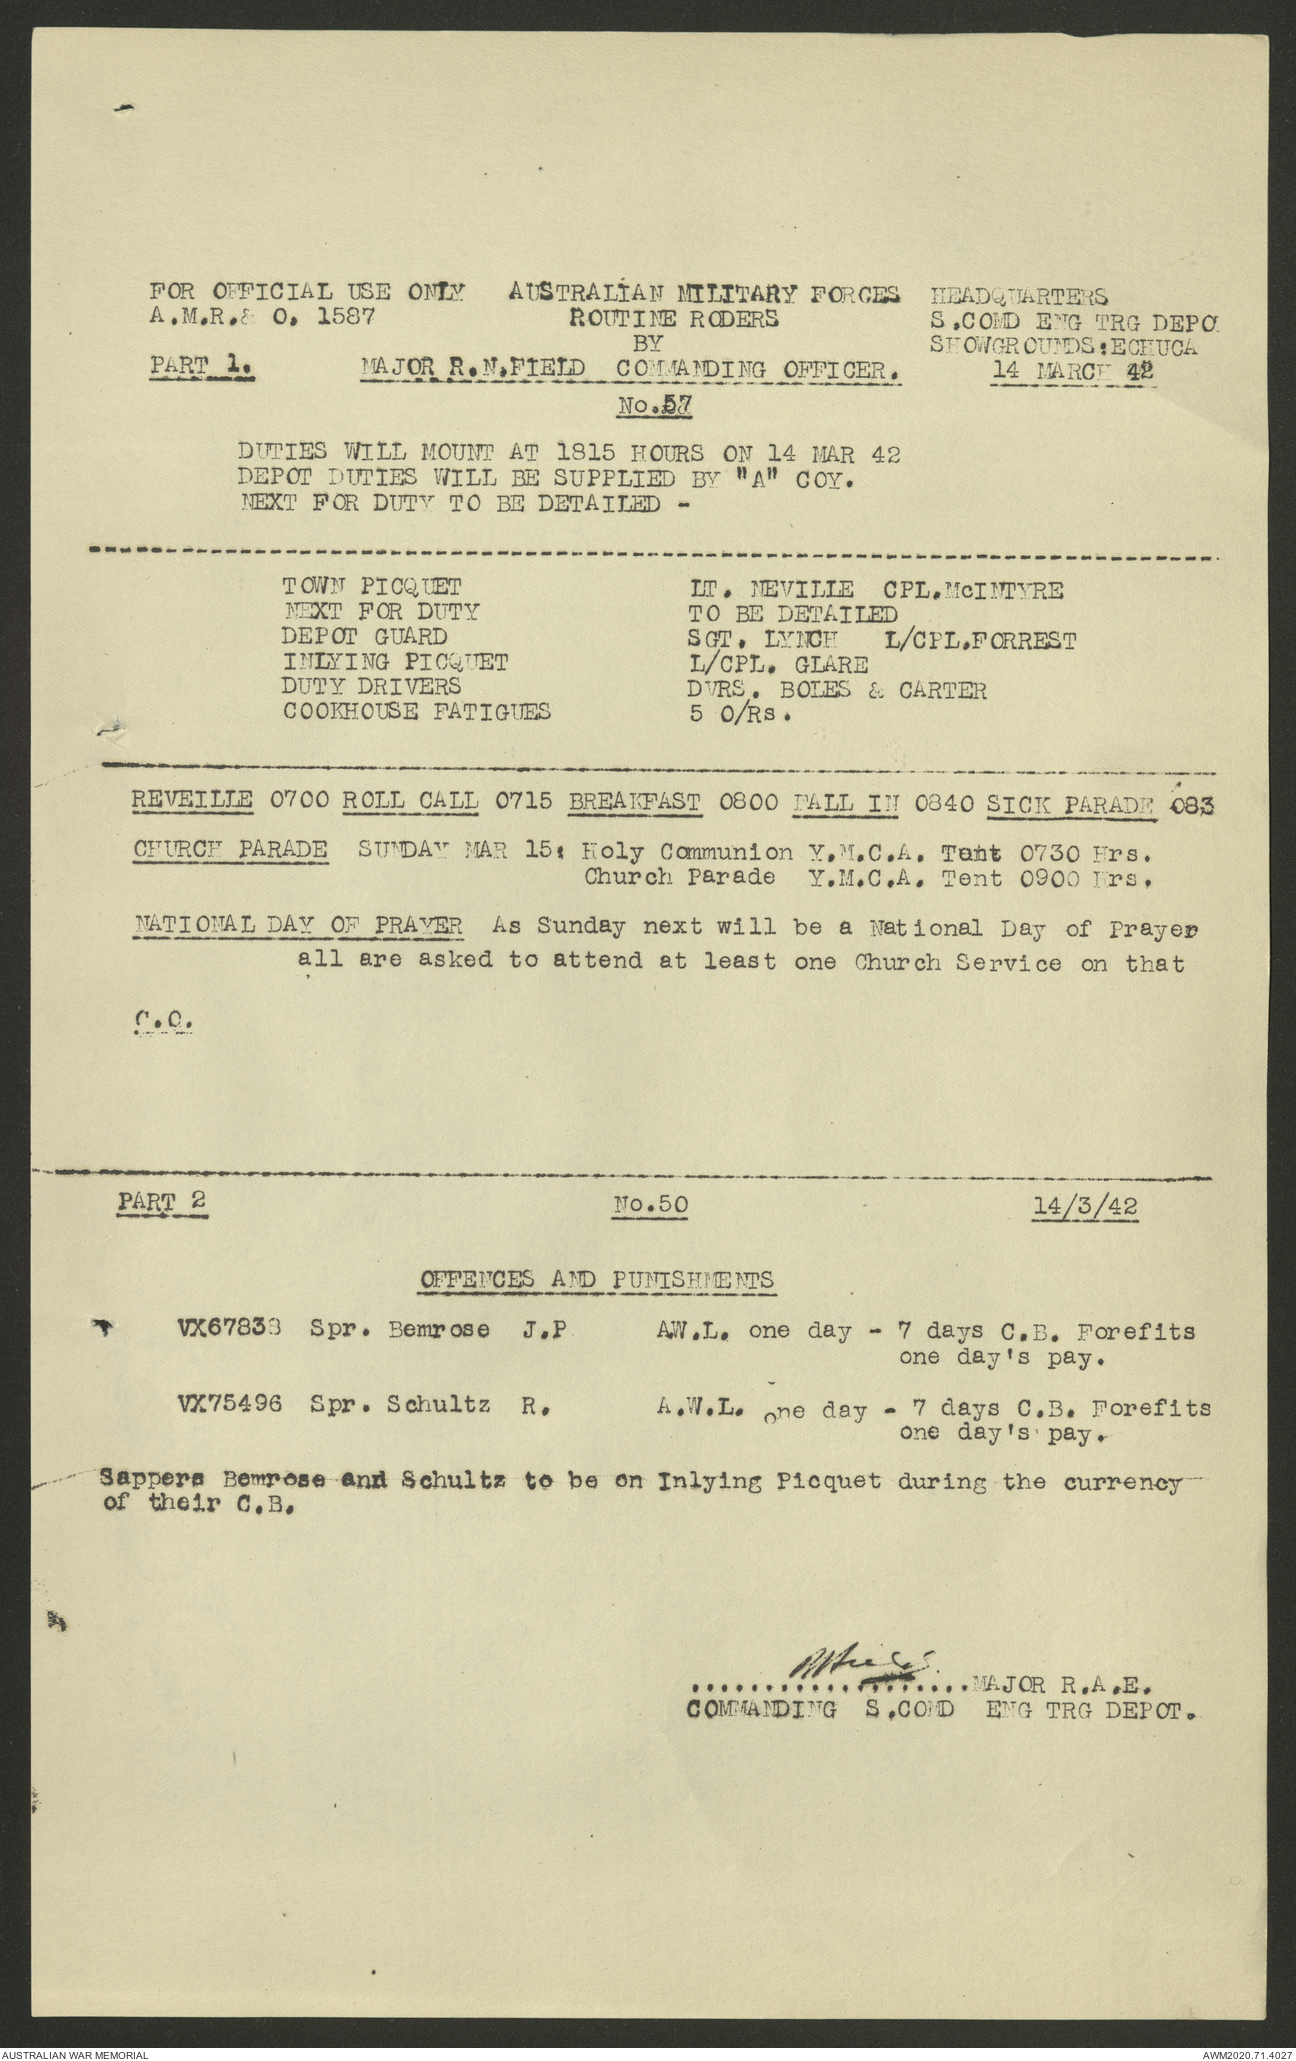 FOR OFFICIAL USE ONLY AUSTRALIAN MILITARY FORCES HEADQUARTERS
A.M.R.& O. 1587 ROUTINE RODERS S.COMD ENG TRG DEPO
BY SHOWGROUNDS:ECHUCA
PART 1. MAJOR R.N.FIELD COMMANDING OFFICER. 14 MARCH 42
No.57
DUTIES WILL MOUNT AT 1815 HOURS ON 14 MAR 42
DEPOT DUTIES WILL BE SUPPLIED BY "A" COY.
NEXT FOR DUTY TO BE DETAILED -
TOWN PICQUET LT. NEVILLE CPL.McINTYRE
NEXT FOR DUTY TO BE DETAILED
DEPOT GUARD SGT. LYNCH L/CPL.FORREST
INLYING PICQUET L/CPL. GLARE
DUTY DRIVERS DVRS. BOLES & CARTER
COOKHOUSE FATIGUES 5 O/Rs.
REVEILLE 0700 ROLL CALL 0715 BREAKFAST 0800 FALL IN 0840 SICK PARADE 083
CHURCH PARADE SUNDAY MAR 15: Holy Communion Y.M.C.A. Tent 0730 Hrs.
Church Parade Y.M.C.A. Tent 0900 Hrs.
NATIONAL DAY OF PRAYER As Sunday next will be a National Day of Prayer
all are asked to attend at least one Church Service on that
C.O.
PART 2 No.50 14/3/42
OFFENCES AND PUNISHMENTS
VX67838 Spr. Bemrose J.P A.W.L. one day - 7 days C.B. Forefits
one day's pay.
VX75496 Spr. Schultz R. A.W.L. one day - 7 days C.B. Forefits
one day's pay.
Sappers Bemrose and Schultz to be on Inlying Picquet during the currency
of their C.B.
...................MAJOR R.A.E.
COMMANDING S.COMD ENG TRG DEPOT.
AUSTRALIAN WAR MEMORIAL AWM2020.71.4027